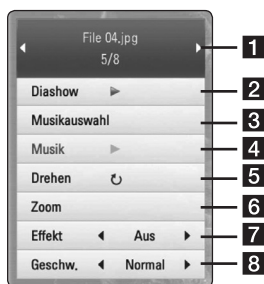 File 04.jpg
5/8
1
Diashow
2
Musikauswahl
3
Musik
4
Drehen
5
Zoom
6
Effekt Aus
7
Geschw. Normal
8